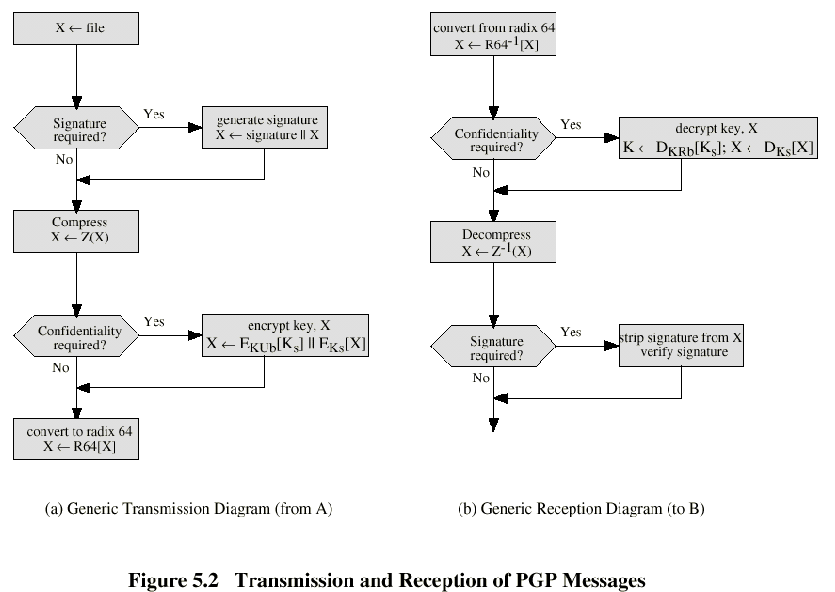 X ← file
Signature
required?
Yes
generate signature
X ← signature || X
No
Compress
X ← Z(X)
Confidentiality
required?
Yes
encrypt key, X
X ← E_KUb[K_s] || E_Ks[X]
No
convert to radix 64
X ← R64[X]
(a) Generic Transmission Diagram (from A)
convert from radix 64
X ← R64⁻¹[X]
Confidentiality
required?
Yes
decrypt key, X
K ← D_KRb[K_s]; X ← D_Ks[X]
No
Decompress
X ← Z⁻¹(X)
Signature
required?
Yes
strip signature from X
verify signature
No
(b) Generic Reception Diagram (to B)
Figure 5.2 Transmission and Reception of PGP Messages